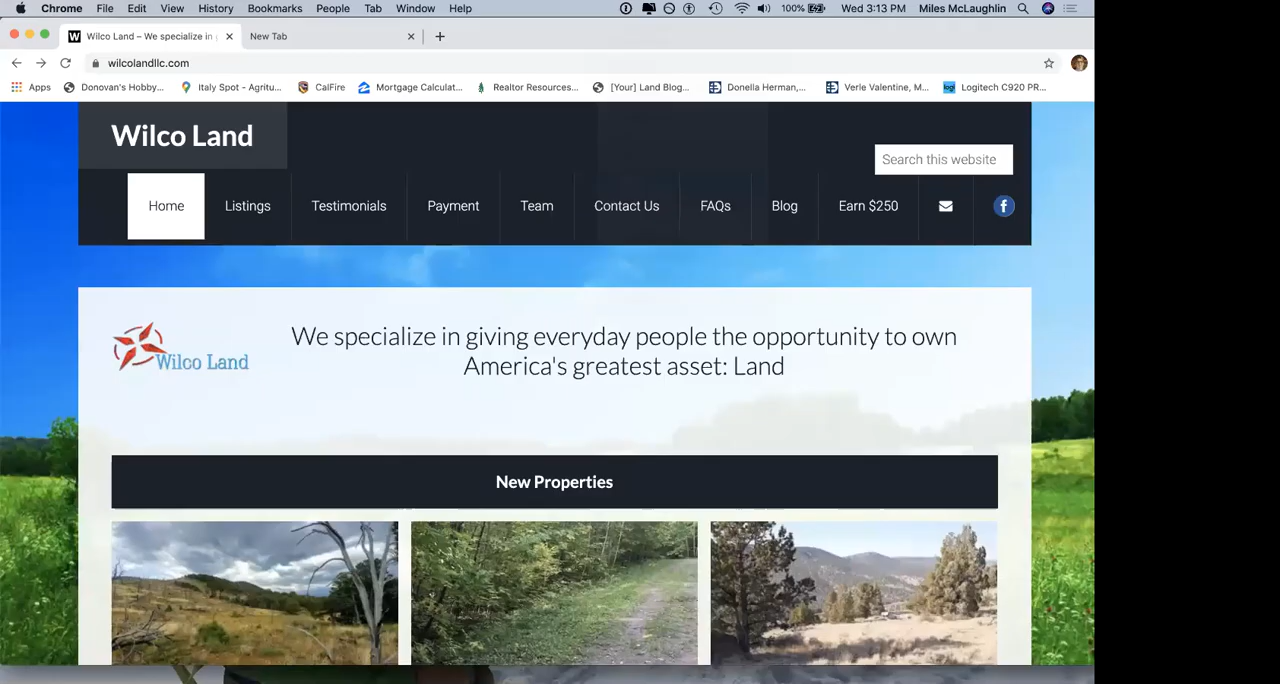 Chrome File Edit View History Bookmarks People Tab Window Help 100% Wed 3:13 PM Miles McLaughlin
Wilco Land – We specialize in New Tab
wilcolandllc.com
Apps Donovan's Hobby... Italy Spot - Agritu... CalFire Mortgage Calculat... Realtor Resources... [Your] Land Blog... Donella Herman,... Verle Valentine, M... Logitech C920 PR...
Wilco Land
Search this website
Home Listings Testimonials Payment Team Contact Us FAQs Blog Earn $250
We specialize in giving everyday people the opportunity to own
America's greatest asset: Land
Wilco Land
New Properties